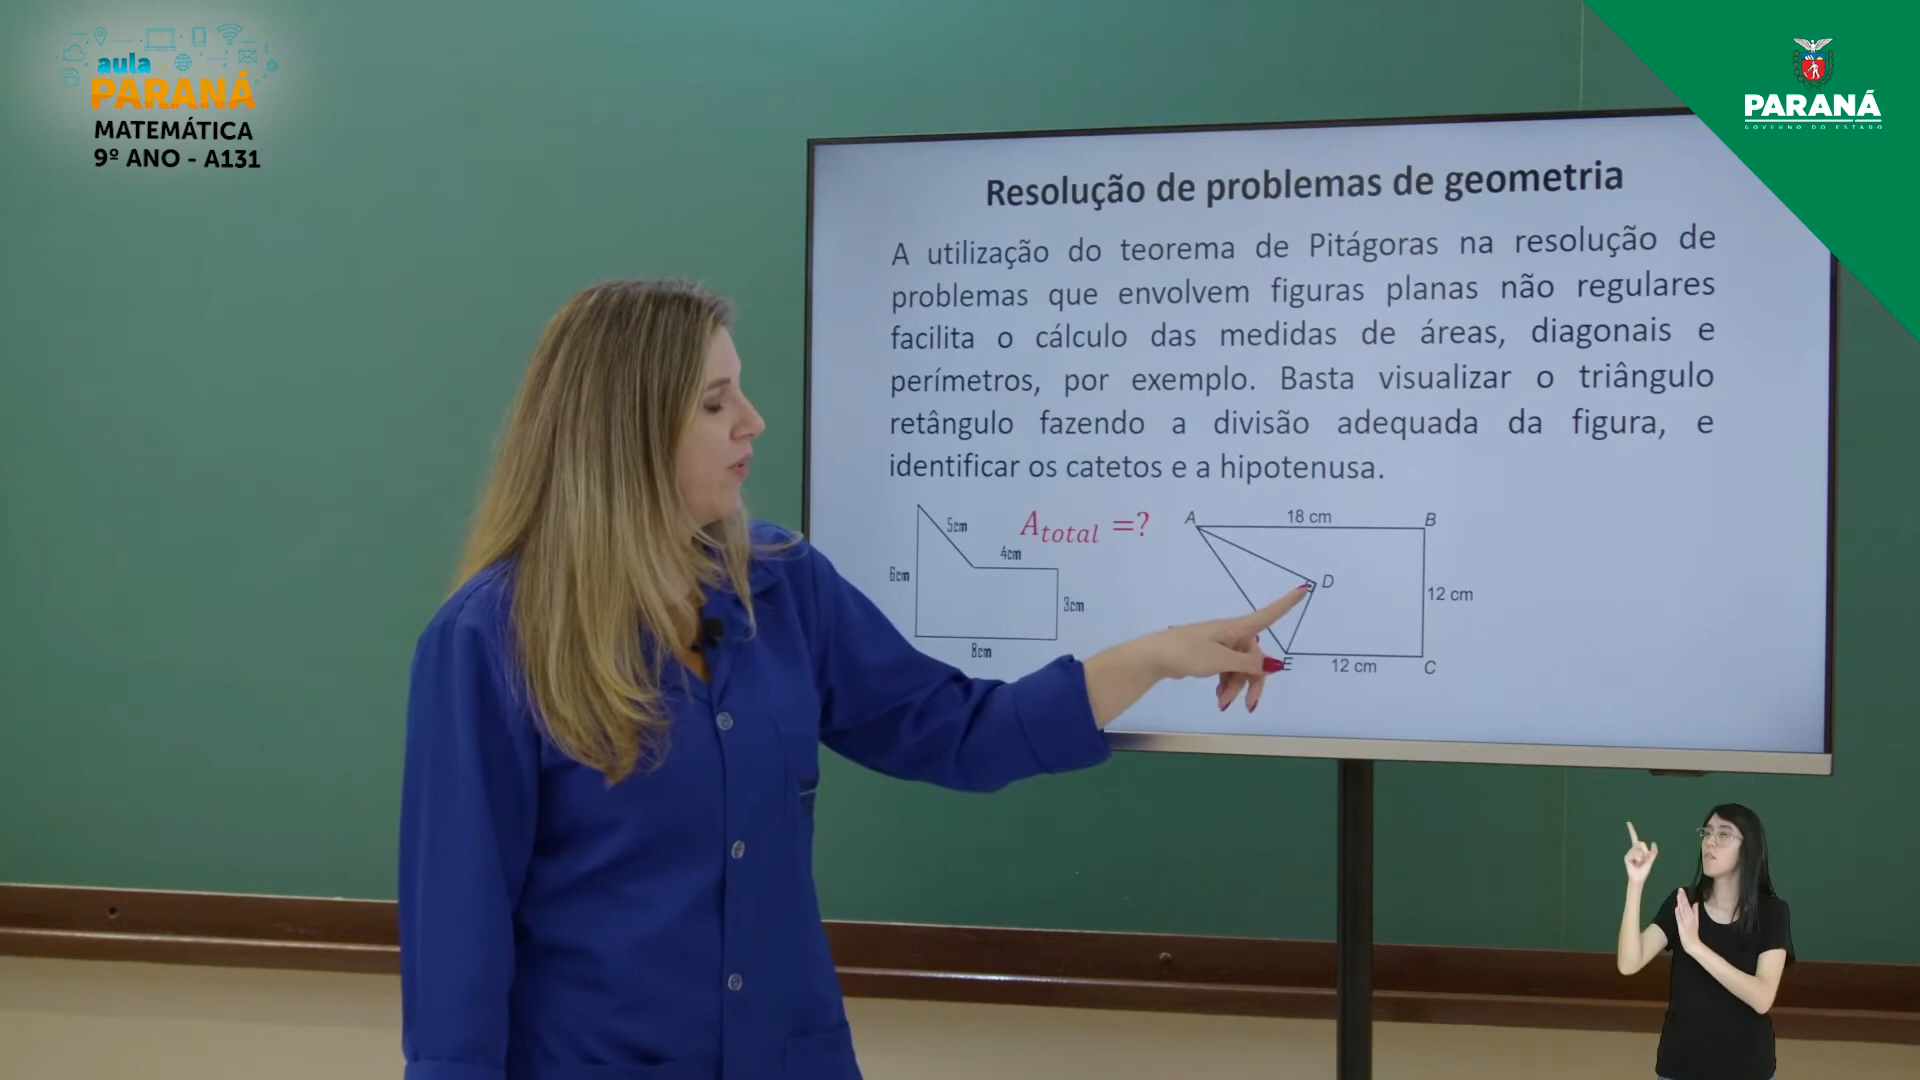 aula
PARANÁ
MATEMÁTICA
9º ANO - A131
PARANÁ
GOVERNO DO ESTADO
Resolução de problemas de geometria
A utilização do teorema de Pitágoras na resolução de
problemas que envolvem figuras planas não regulares
facilita o cálculo das medidas de áreas, diagonais e
perímetros, por exemplo. Basta visualizar o triângulo
retângulo fazendo a divisão adequada da figura, e
identificar os catetos e a hipotenusa.
5cm
4cm
6cm
3cm
8cm
A_total =?
A
18 cm
B
D
12 cm
E
12 cm
C